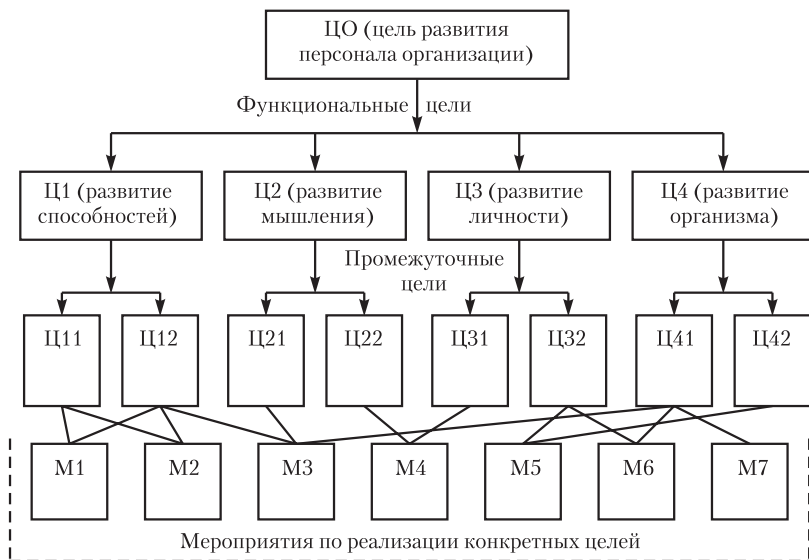 ЦО (цель развития
персонала организации)
Функциональные цели
Ц1 (развитие
способностей)
Ц2 (развитие
мышления)
Ц3 (развитие
личности)
Ц4 (развитие
организма)
Промежуточные
цели
Ц11
Ц12
Ц21
Ц22
Ц31
Ц32
Ц41
Ц42
М1
М2
М3
М4
М5
М6
М7
Мероприятия по реализации конкретных целей